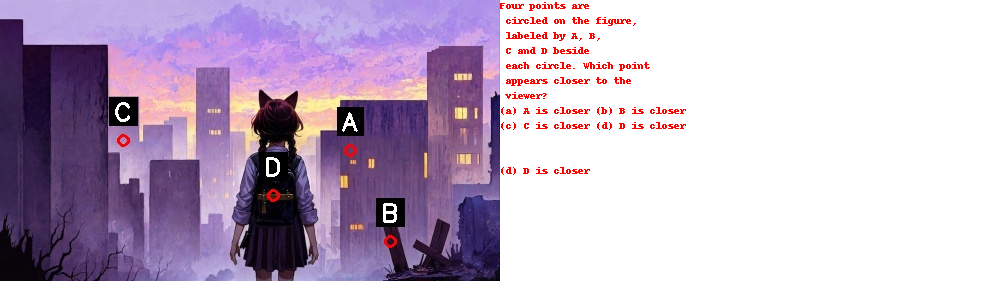 Four points are
circled on the figure,
labeled by A, B,
C and D beside
each circle. Which point
appears closer to the
viewer?
(a) A is closer (b) B is closer
(c) C is closer (d) D is closer
(d) D is closer
C
A
D
B